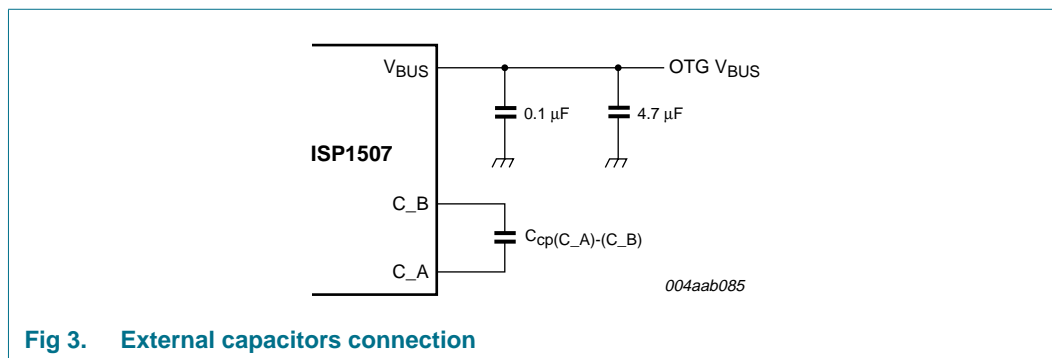 VBUS
OTG VBUS
0.1 μF
4.7 μF
ISP1507
C_B
Ccp(C_A)-(C_B)
C_A
004aab085
Fig 3. External capacitors connection